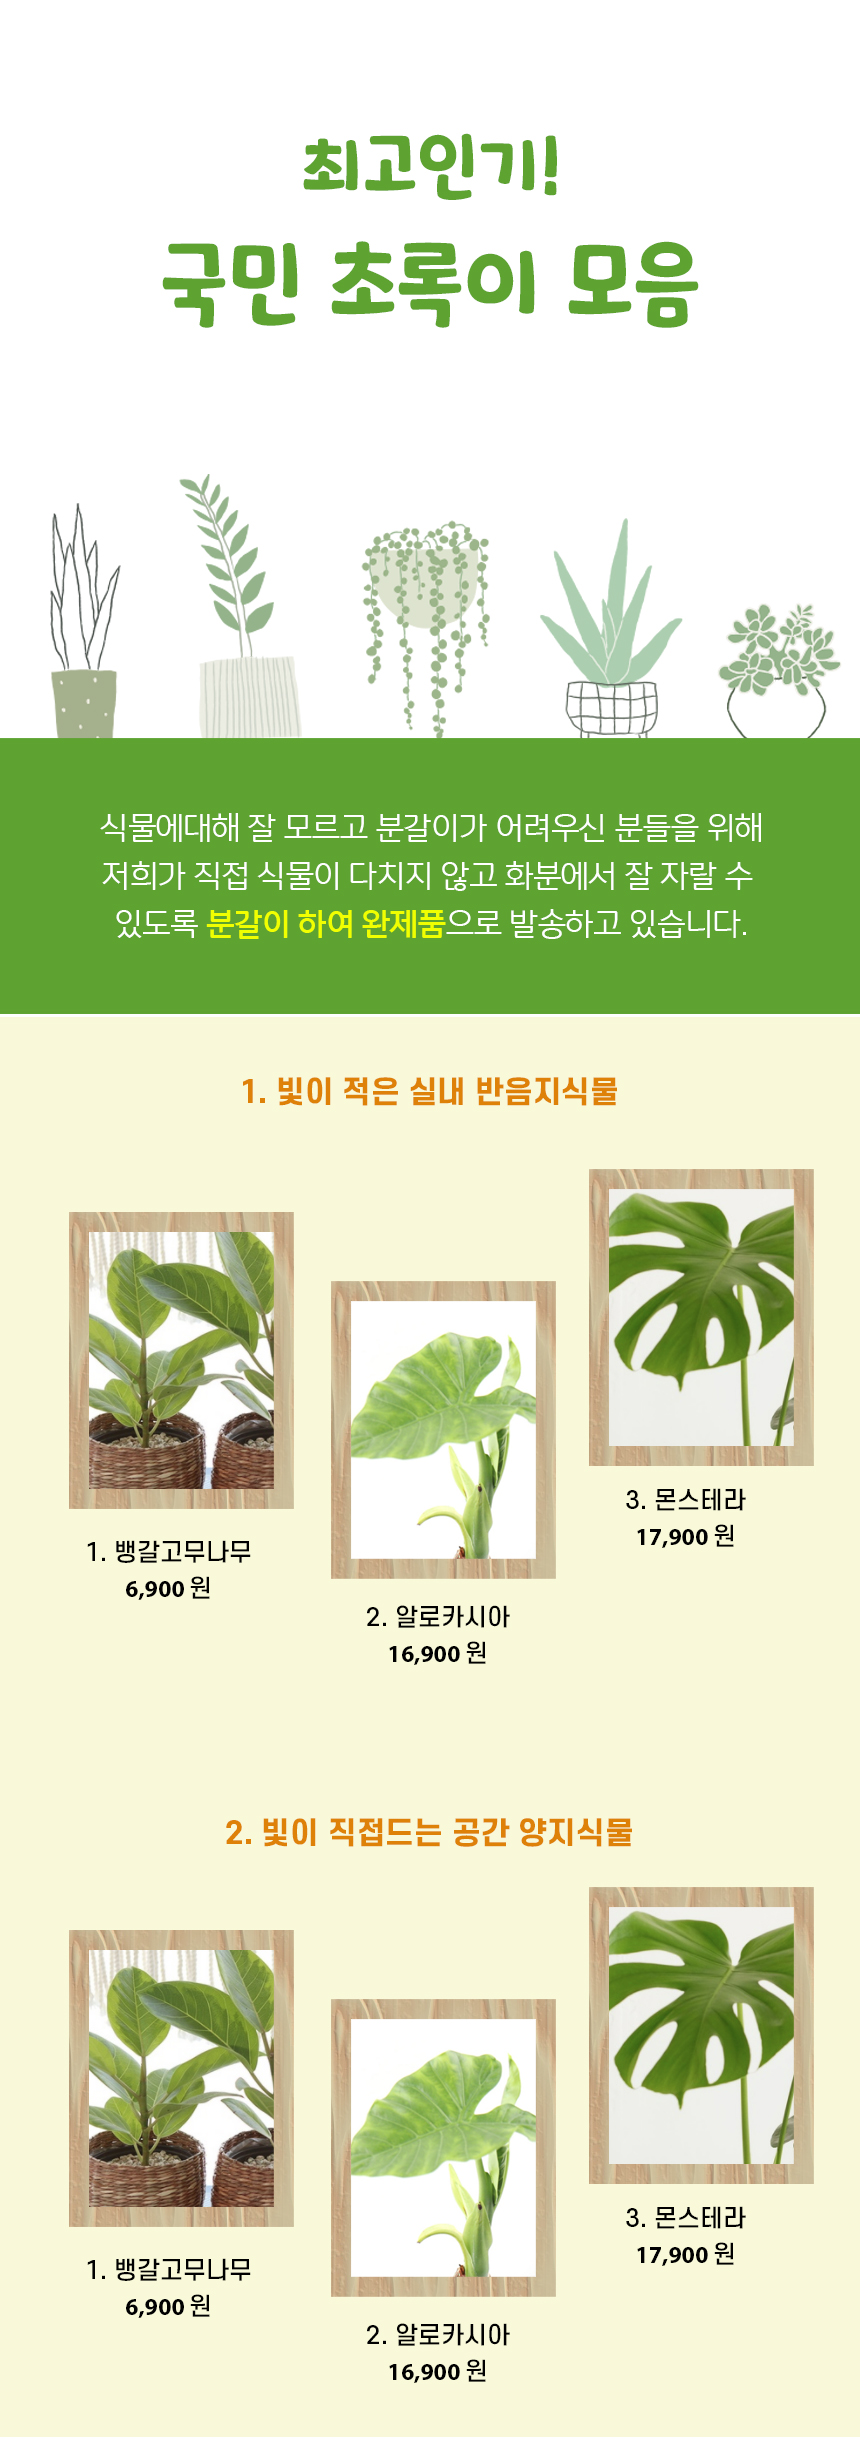 최고인기!
국민 초록이 모음
식물에대해 잘 모르고 분갈이가 어려우신 분들을 위해
저희가 직접 식물이 다치지 않고 화분에서 잘 자랄 수
있도록 분갈이 하여 완제품으로 발송하고 있습니다.
1. 빛이 적은 실내 반음지식물
1. 뱅갈고무나무
6,900 원
2. 알로카시아
16,900 원
3. 몬스테라
17,900 원
2. 빛이 직접드는 공간 양지식물
1. 뱅갈고무나무
6,900 원
2. 알로카시아
16,900 원
3. 몬스테라
17,900 원